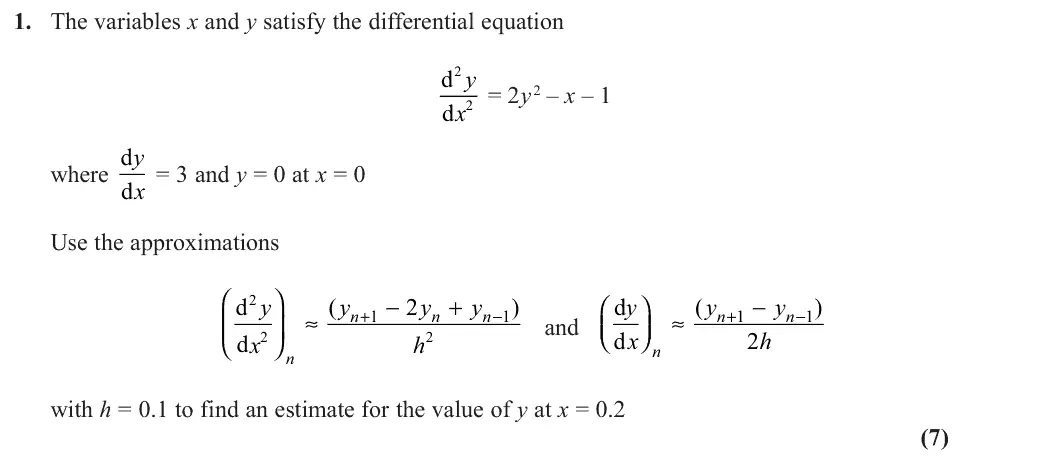 1. The variables x and y satisfy the differential equation
d²y/dx² = 2y² – x – 1
where dy/dx = 3 and y = 0 at x = 0
Use the approximations
(d²y/dx²)ₙ ≈ (yₙ₊₁ − 2yₙ + yₙ₋₁)/h² and (dy/dx)ₙ ≈ (yₙ₊₁ − yₙ₋₁)/2h
with h = 0.1 to find an estimate for the value of y at x = 0.2
(7)